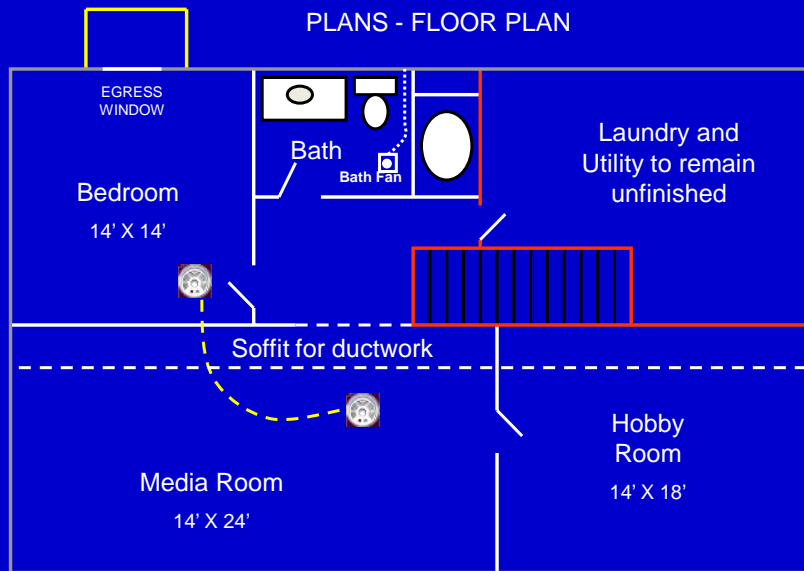 PLANS - FLOOR PLAN
EGRESS
WINDOW
Bedroom
14’ X 14’
Bath
Bath Fan
Laundry and
Utility to remain
unfinished
Soffit for ductwork
Media Room
14’ X 24’
Hobby
Room
14’ X 18’